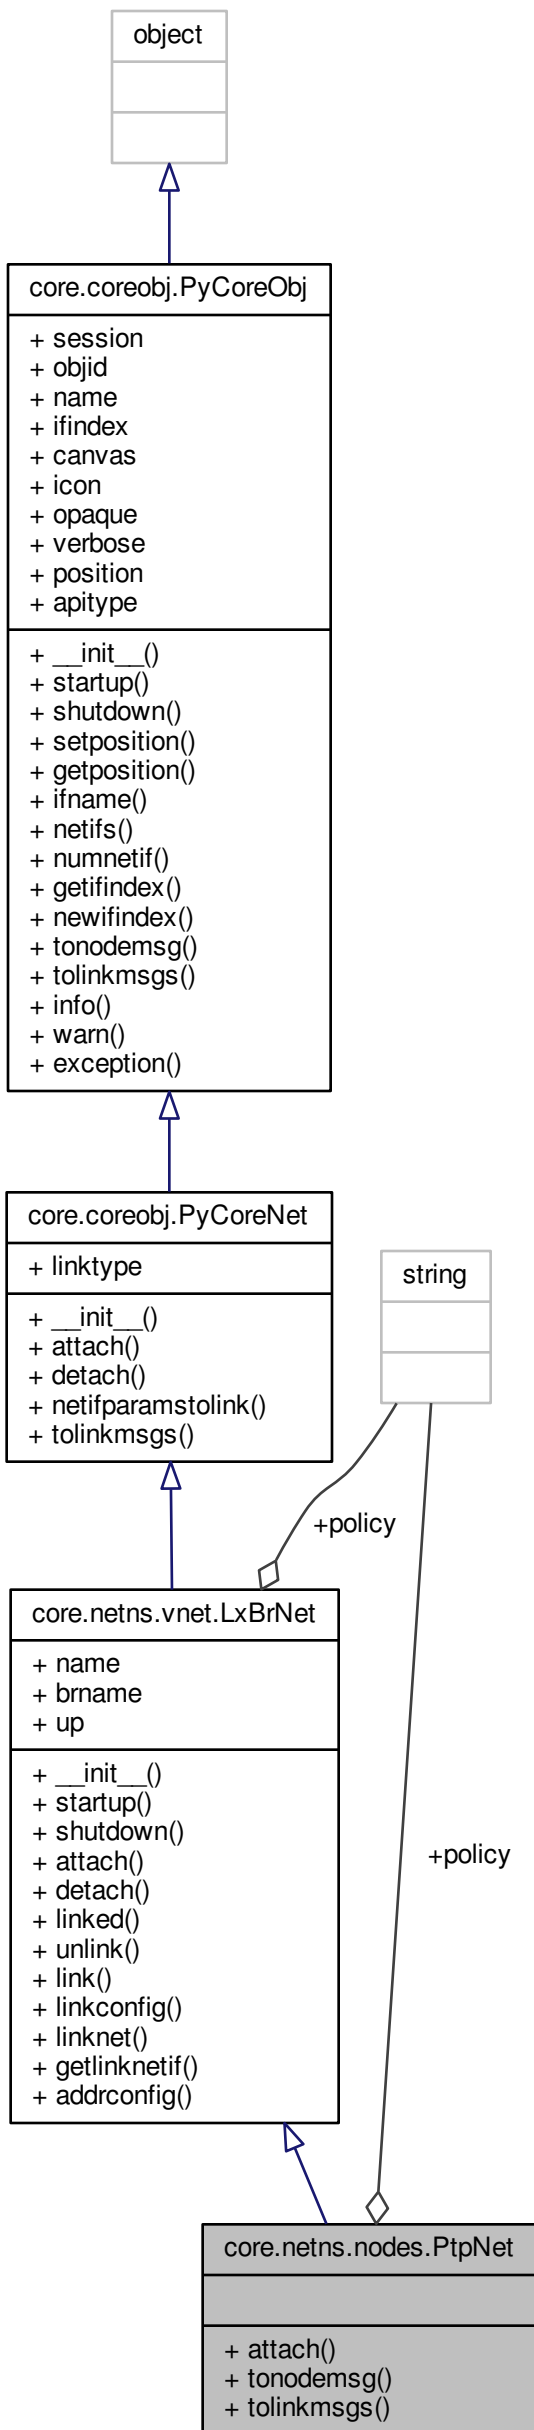 object
core.coreobj.PyCoreObj
+ session
+ objid
+ name
+ ifindex
+ canvas
+ icon
+ opaque
+ verbose
+ position
+ apitype
+ __init__()
+ startup()
+ shutdown()
+ setposition()
+ getposition()
+ ifname()
+ netifs()
+ numnetif()
+ getifindex()
+ newifindex()
+ tonodemsg()
+ tolinkmsgs()
+ info()
+ warn()
+ exception()
core.coreobj.PyCoreNet
+ linktype
+ __init__()
+ attach()
+ detach()
+ netifparamstolink()
+ tolinkmsgs()
string
+policy
core.netns.vnet.LxBrNet
+ name
+ brname
+ up
+ __init__()
+ startup()
+ shutdown()
+ attach()
+ detach()
+ linked()
+ unlink()
+ link()
+ linkconfig()
+ linknet()
+ getlinknetif()
+ addrconfig()
+policy
core.netns.nodes.PtpNet
+ attach()
+ tonodemsg()
+ tolinkmsgs()